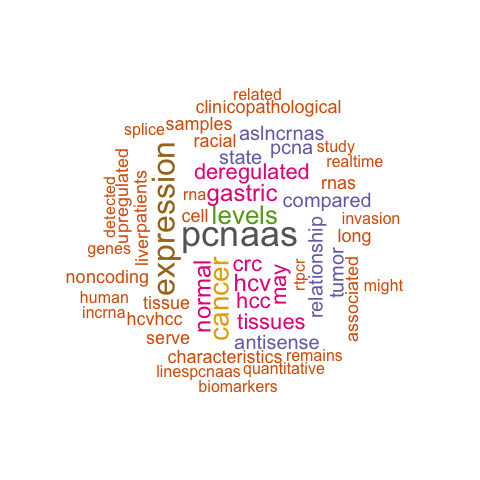 related
clinicopathological
splice
samples
racial
aslncrnas
pcna
study
state
realtime
deregulated
expression
upregulated
detected
liverpatients
rna
gastric
rnas
compared
cell
levels
invasion
pcnaas
long
genes
noncoding
human
incrna
tissue
hcvhcc
serve
normal
cancer
crc
hcv
hcc
may
rtpcr
relationship
tumor
associated
might
tissues
antisense
characteristics
remains
linespcnaas
quantitative
biomarkers